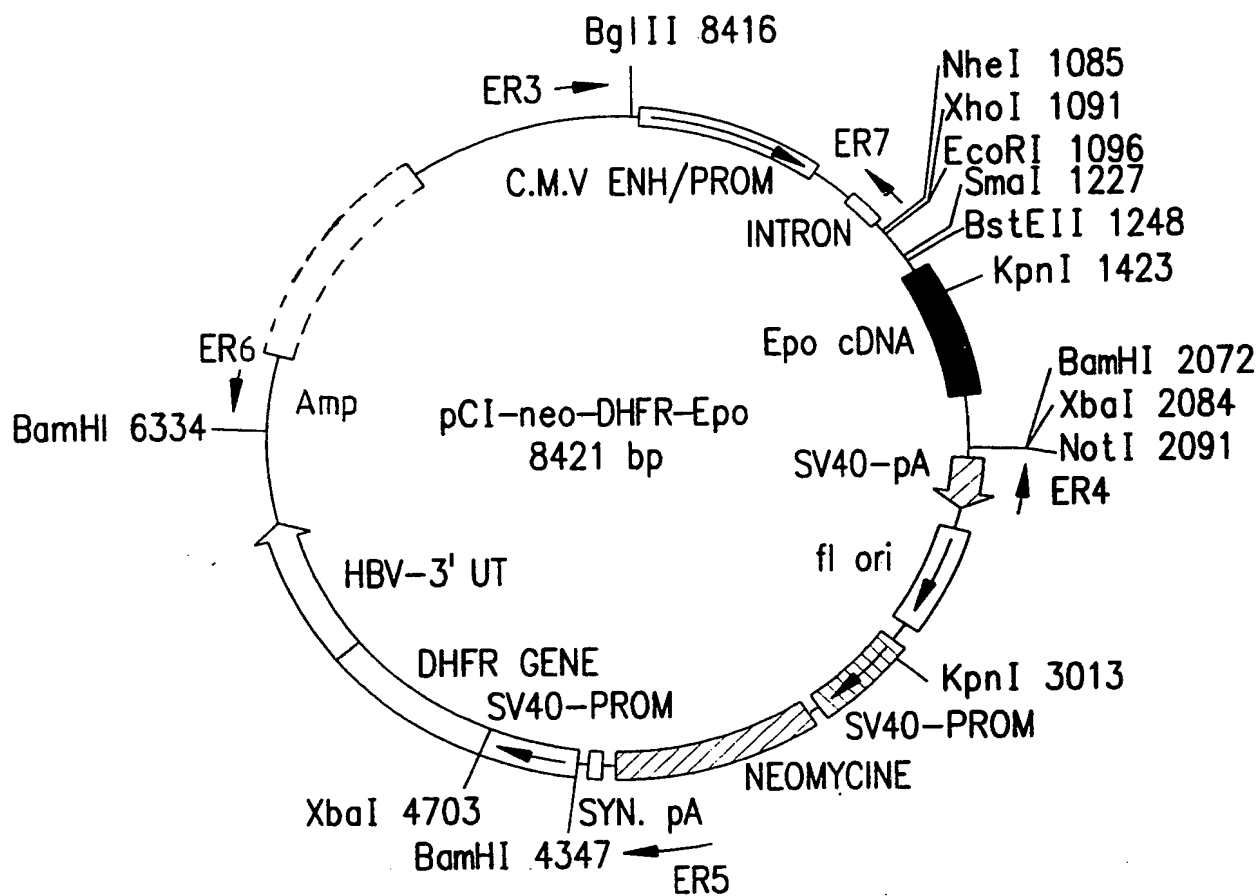 BglII 8416
ER3
NheI 1085
XhoI 1091
EcoRI 1096
SmaI 1227
BstEII 1248
KpnI 1423
ER7
C.M.V ENH/PROM
INTRON
Epo cDNA
BamHI 2072
XbaI 2084
NotI 2091
ER6
Amp
BamHI 6334
pCI-neo-DHFR-Epo
8421 bp
SV40-pA
ER4
fl ori
HBV-3' UT
DHFR GENE
SV40-PROM
KpnI 3013
SV40-PROM
NEOMYCINE
XbaI 4703
SYN. pA
BamHI 4347
ER5